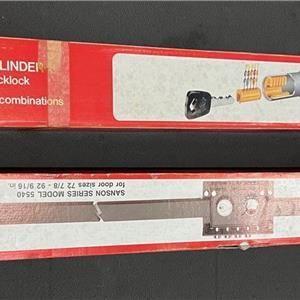 LINDER
cklock
combinations
SANSON SERIES MODEL 5540
for door sizes 72 7/8 - 92 9/16 in